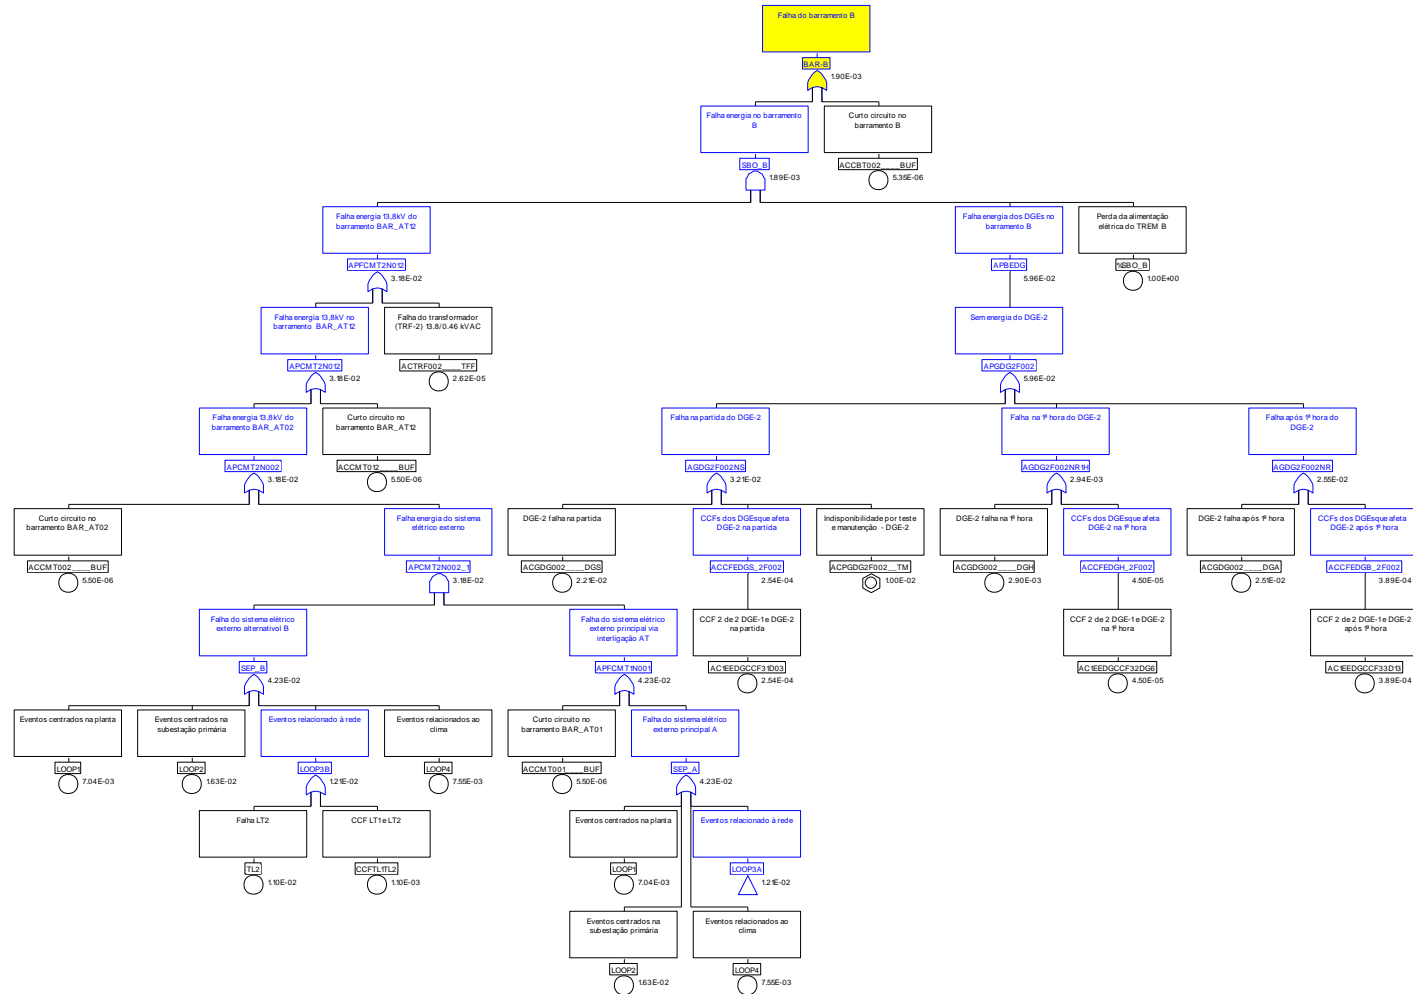 Falha do barramento B
BAR-B
1.90E-03
Falha energia no barramento
B
SBO_B
1.89E-03
Curto circuito no
barramento B
ACCBT002____BUF
5.35E-06
Falha energia 13,8kV do
barramento BAR_AT12
APFCMT2N012
3.18E-02
Falha energia dos DGEs no
barramento B
APBEDG
5.96E-02
Perda da alimentação
elétrica do TREM B
%SBO_B
1.00E+00
Falha energia 13,8kV no
barramento BAR_AT12
APCMT2N012
3.18E-02
Falha do transformador
(TRF-2) 13.8/0.46 kVAC
ACTRF002____TFF
2.62E-05
Sem energia do DGE-2
APGDG2F002
5.96E-02
Falha energia 13,8kV do
barramento BAR_AT02
APCMT2N002
3.18E-02
Curto circuito no
barramento BAR_AT12
ACCMT012____BUF
5.50E-06
Falha na partida do DGE-2
AGDG2F002NS
3.21E-02
Falha na 1ª hora do DGE-2
AGDG2F002NR1H
2.94E-03
Falha após 1ª hora do
DGE-2
AGDG2F002NR
2.55E-02
Curto circuito no
barramento BAR_AT02
ACCMT002____BUF
5.50E-06
Falha energia do sistema
elétrico externo
APCMT2N002_1
3.18E-02
DGE-2 falha na partida
ACGDG002____DGS
2.21E-02
CCFs dos DGEsque afeta
DGE-2 na partida
ACCFEDGS_2F002
2.54E-04
Indisponibilidade por teste
e manutenção - DGE-2
ACPGDG2F002__TM
1.00E-02
DGE-2 falha na 1ª hora
ACGDG002____DGH
2.90E-03
CCFs dos DGEsque afeta
DGE-2 na 1ª hora
ACCFEDGH_2F002
4.50E-05
DGE-2 falha após 1ª hora
ACGDG002____DGA
2.51E-02
CCFs dos DGEsque afeta
DGE-2 após 1ª hora
ACCFEDGB_2F002
3.89E-04
Falha do sistema elétrico
externo alternativol B
SEP_B
4.23E-02
Falha do sistema elétrico
externo principal via
interligação AT
APFCMT1N001
4.23E-02
CCF 2 de 2 DGE-1 e DGE-2
na partida
AC1EEDGCCF31D03
2.54E-04
CCF 2 de 2 DGE-1 e DGE-2
na 1ª hora
AC1EEDGCCF32DG6
4.50E-05
CCF 2 de 2 DGE-1 e DGE-2
após 1ª hora
AC1EEDGCCF33D13
3.89E-04
Eventos centrados na planta
LOOP1
7.04E-03
Eventos centrados na
subestação primária
LOOP2
1.63E-02
Eventos relacionado à rede
LOOP3B
1.21E-02
Eventos relacionados ao
clima
LOOP4
7.55E-03
Curto circuito no
barramento BAR_AT01
ACCMT001____BUF
5.50E-06
Falha do sistema elétrico
externo principal A
SEP_A
4.23E-02
Falha LT2
TL2
1.10E-02
CCF LT1 e LT2
CCFTL1TL2
1.10E-03
Eventos centrados na planta
LOOP1
7.04E-03
Eventos relacionado à rede
LOOP3A
1.21E-02
Eventos centrados na
subestação primária
LOOP2
1.63E-02
Eventos relacionados ao
clima
LOOP4
7.55E-03